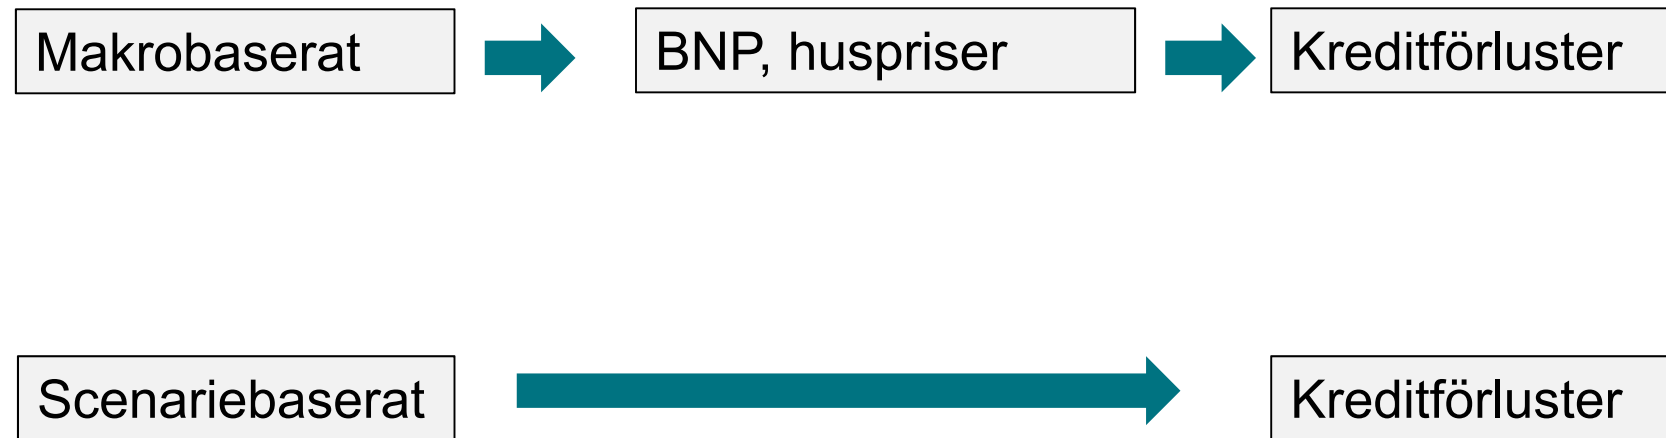 Makrobaserat
BNP, huspriser
Kreditförluster
Scenariebaserat
Kreditförluster